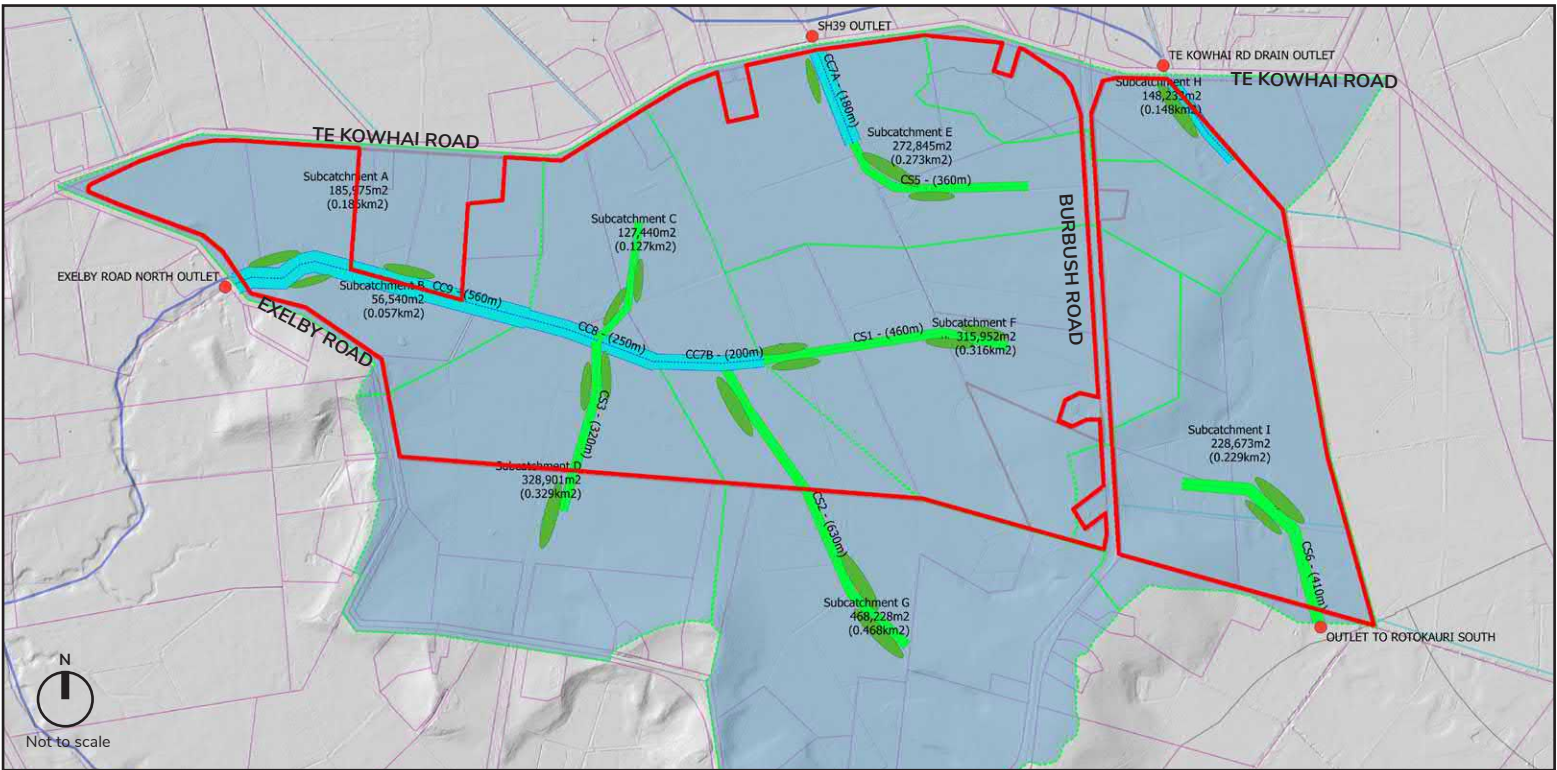 SH39 OUTLET
TE KOWHAI RD DRAIN OUTLET
TE KOWHAI ROAD
Subcatchment H
(0.148km2)
CC7A - (180m)
Subcatchment E
272,845m2
(0.273km2)
CS5 - (360m)
TE KOWHAI ROAD
Subcatchment A
185,975m2
Subcatchment C
127,440m2
(0.127km2)
BURBUSH ROAD
EXELBY ROAD NORTH OUTLET
Subcatchment B
56,540m2
(0.057km2)
CC9 - (560m)
EXELBY ROAD
CC8 - (250m)
CC7B - (200m)
CS1 - (460m)
Subcatchment F
315,952m2
(0.316km2)
CS3 - (320m)
Subcatchment D
328,901m2
(0.329km2)
Subcatchment I
228,673m2
(0.229km2)
CS2 - (630m)
CS6 - (410m)
Subcatchment G
468,228m2
(0.468km2)
OUTLET TO ROTOKAURI SOUTH
N
Not to scale